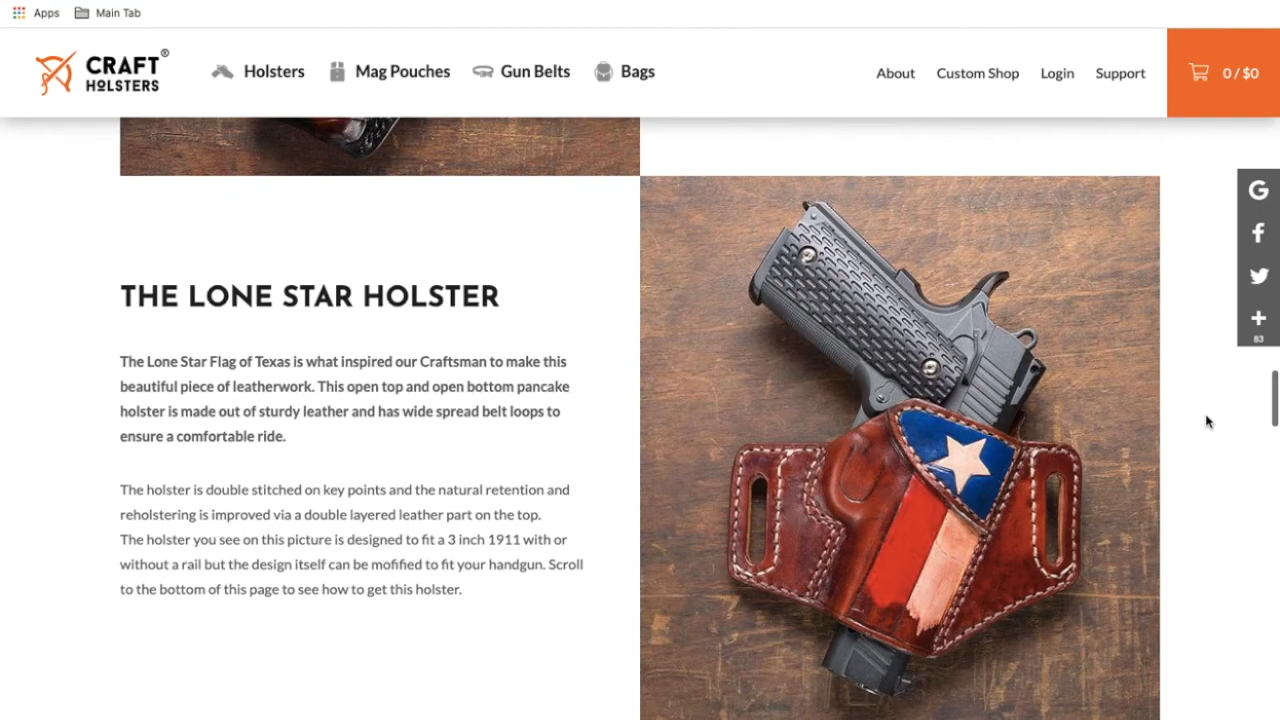 Apps Main Tab
CRAFT®
HOLSTERS
Holsters Mag Pouches Gun Belts Bags
About Custom Shop Login Support 0 / $0
THE LONE STAR HOLSTER
The Lone Star Flag of Texas is what inspired our Craftsman to make this
beautiful piece of leatherwork. This open top and open bottom pancake
holster is made out of sturdy leather and has wide spread belt loops to
ensure a comfortable ride.
The holster is double stitched on key points and the natural retention and
reholstering is improved via a double layered leather part on the top.
The holster you see on this picture is designed to fit a 3 inch 1911 with or
without a rail but the design itself can be mofified to fit your handgun. Scroll
to the bottom of this page to see how to get this holster.
G
f
+
83